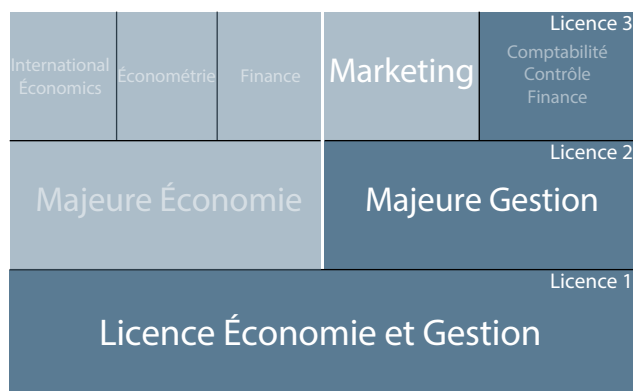 Licence 3
International
Économics
Économétrie
Finance
Marketing
Comptabilité
Contrôle
Finance
Licence 2
Majeure Économie
Majeure Gestion
Licence 1
Licence Économie et Gestion